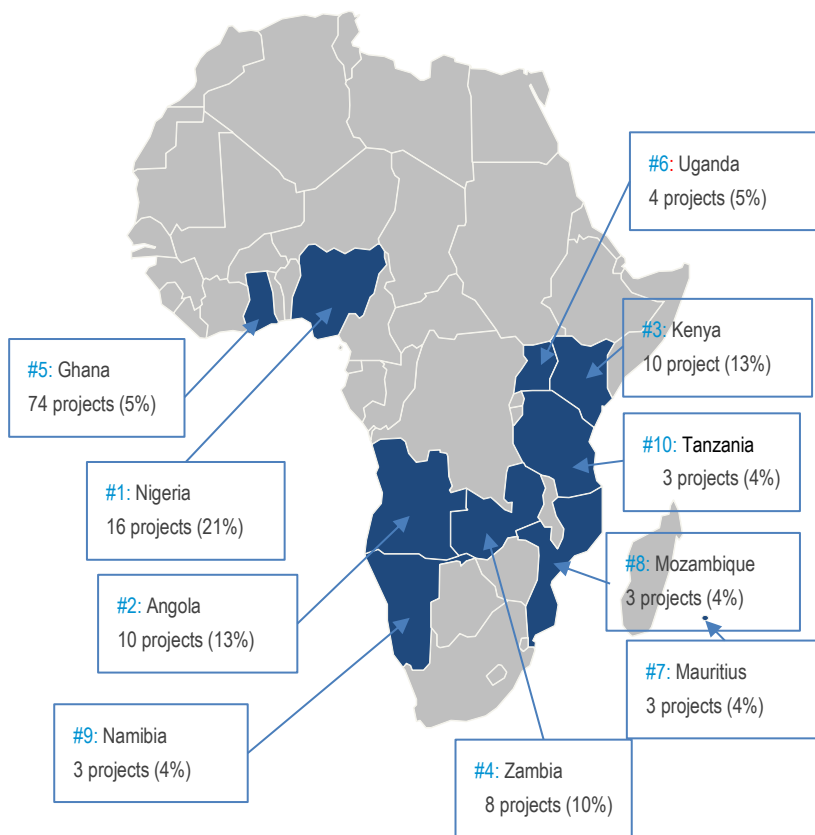 #6: Uganda
4 projects (5%)
#3: Kenya
10 project (13%)
#5: Ghana
74 projects (5%)
#10: Tanzania
3 projects (4%)
#1: Nigeria
16 projects (21%)
#8: Mozambique
3 projects (4%)
#2: Angola
10 projects (13%)
#7: Mauritius
3 projects (4%)
#9: Namibia
3 projects (4%)
#4: Zambia
8 projects (10%)